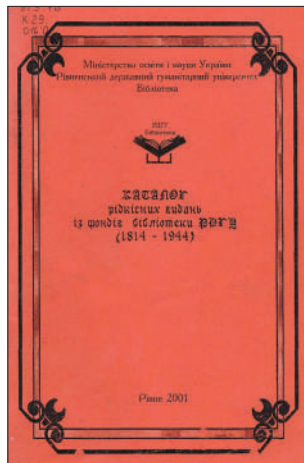 К29
Міністерство освіти і науки України
Рівненський державний гуманітарний університет
Бібліотека
РДГУ
Бібліотека
КАТАЛОГ
рідкісних видань
із фондів бібліотеки РДГУ
(1814 - 1944)
Рівне 2001